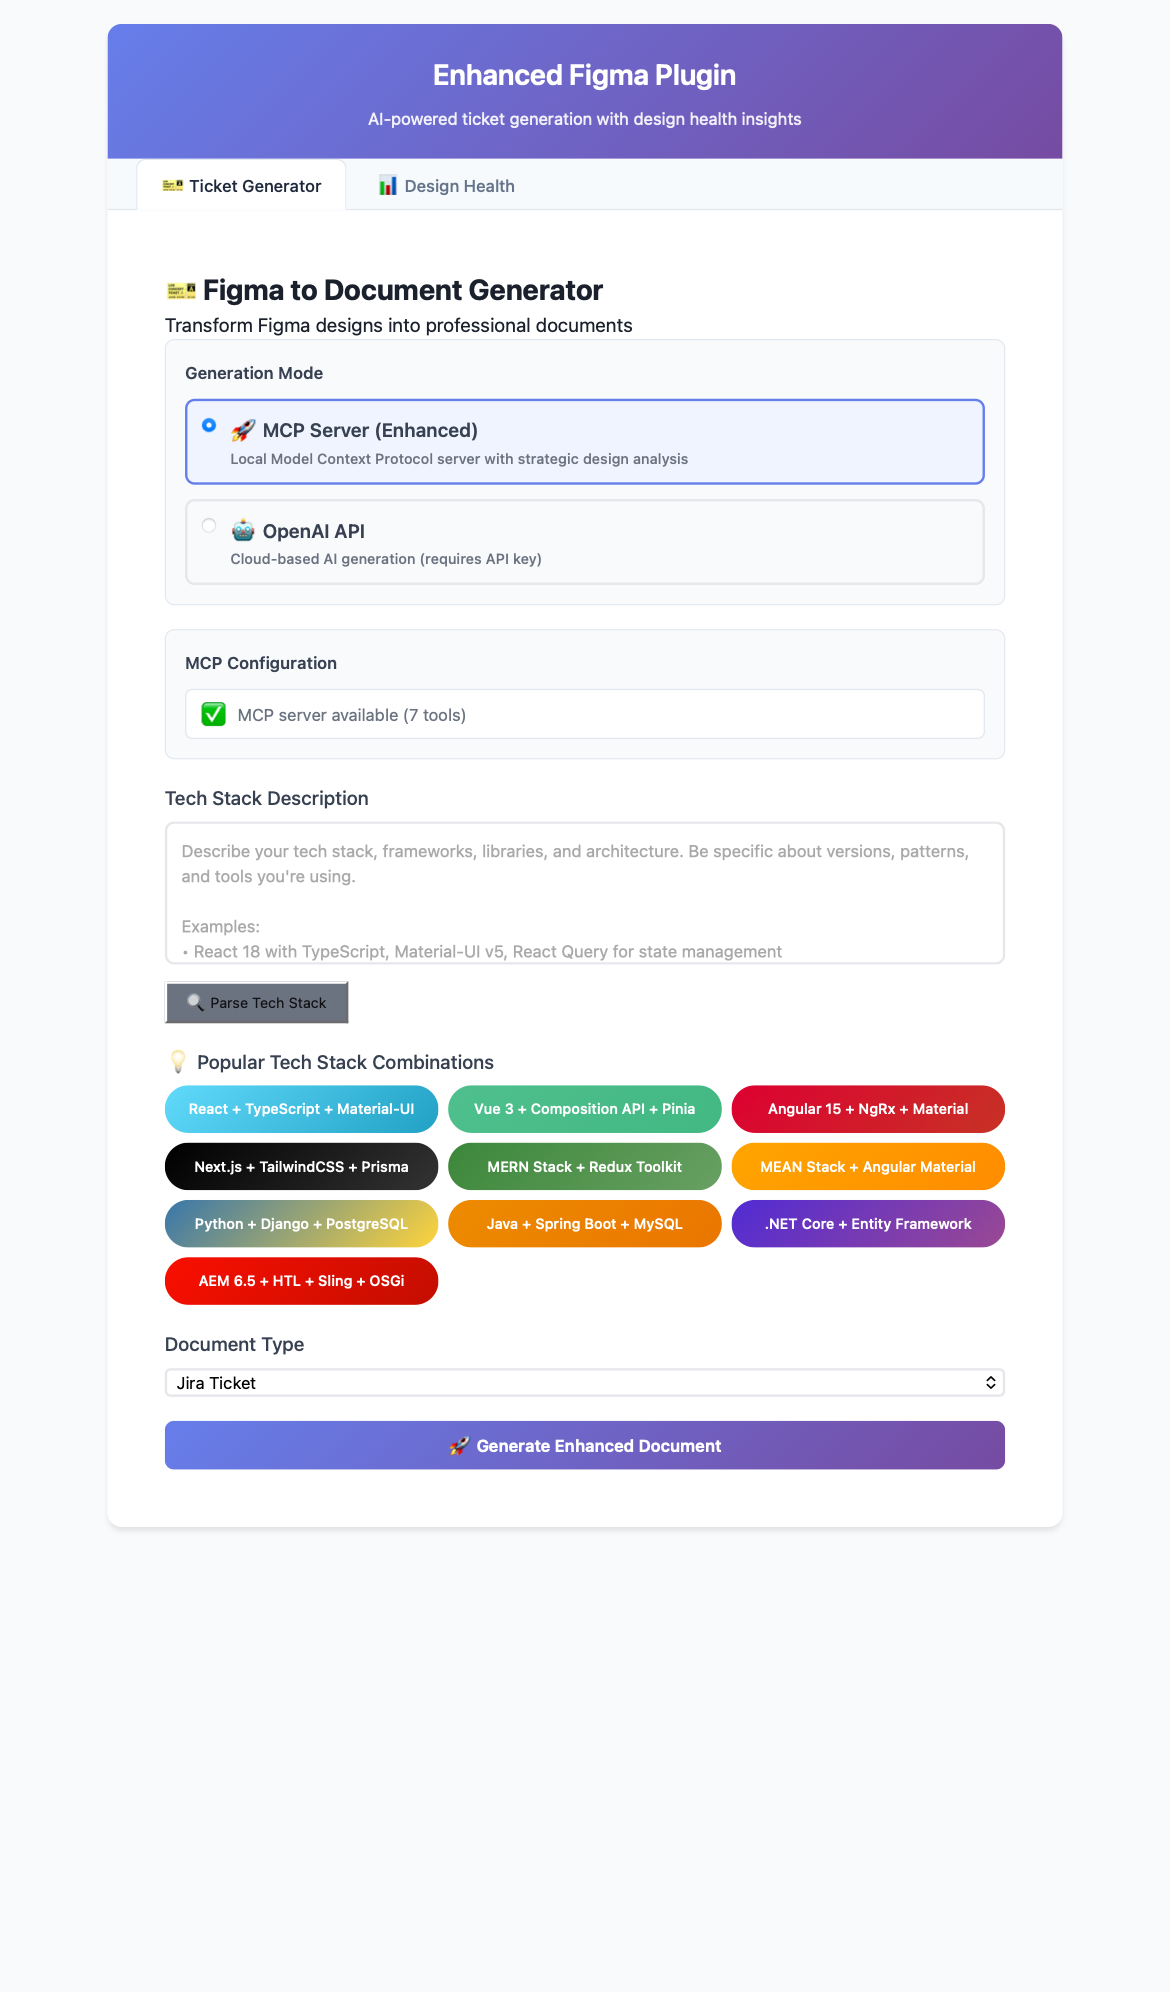 Enhanced Figma Plugin
AI-powered ticket generation with design health insights
Ticket Generator
Design Health
Figma to Document Generator
Transform Figma designs into professional documents
Generation Mode
MCP Server (Enhanced)
Local Model Context Protocol server with strategic design analysis
OpenAI API
Cloud-based AI generation (requires API key)
MCP Configuration
MCP server available (7 tools)
Tech Stack Description
Describe your tech stack, frameworks, libraries, and architecture. Be specific about versions, patterns,
and tools you're using.
Examples:
• React 18 with TypeScript, Material-UI v5, React Query for state management
Parse Tech Stack
Popular Tech Stack Combinations
React + TypeScript + Material-UI
Vue 3 + Composition API + Pinia
Angular 15 + NgRx + Material
Next.js + TailwindCSS + Prisma
MERN Stack + Redux Toolkit
MEAN Stack + Angular Material
Python + Django + PostgreSQL
Java + Spring Boot + MySQL
.NET Core + Entity Framework
AEM 6.5 + HTL + Sling + OSGi
Document Type
Jira Ticket
Generate Enhanced Document